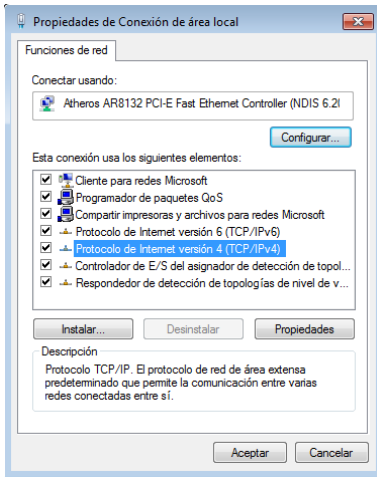 Propiedades de Conexión de área local
Funciones de red
Conectar usando:
Atheros AR8132 PCI-E Fast Ethernet Controller (NDIS 6.2(
Configurar...
Esta conexión usa los siguientes elementos:
Cliente para redes Microsoft
Programador de paquetes QoS
Compartir impresoras y archivos para redes Microsoft
Protocolo de Internet versión 6 (TCP/IPv6)
Protocolo de Internet versión 4 (TCP/IPv4)
Controlador de E/S del asignador de detección de topol...
Respondedor de detección de topologías de nivel de v...
Instalar...
Desinstalar
Propiedades
Descripción
Protocolo TCP/IP. El protocolo de red de área extensa
predeterminado que permite la comunicación entre varias
redes conectadas entre sí.
Aceptar
Cancelar